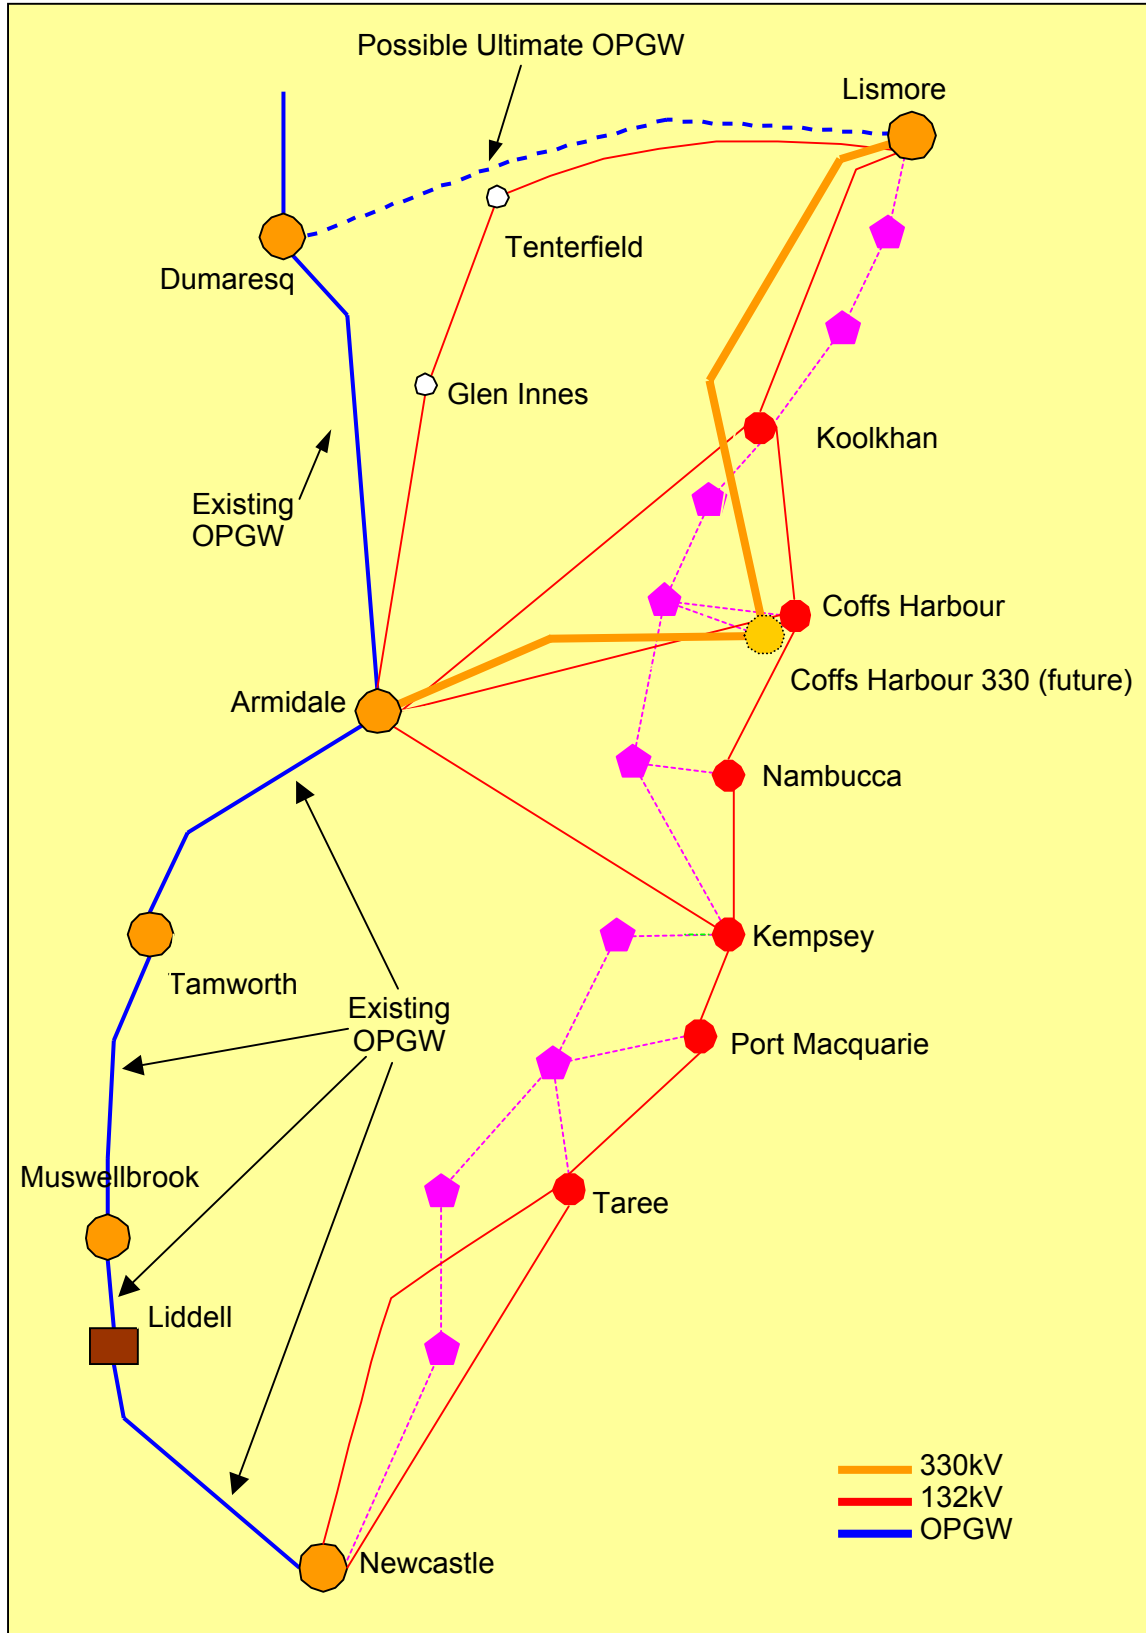 Possible Ultimate OPGW
Lismore
Tenterfield
Dumaresq
Glen Innes
Koolkhan
Existing
OPGW
Coffs Harbour
Coffs Harbour 330 (future)
Armidale
Nambucca
Kempsey
Tamworth
Existing
OPGW
Port Macquarie
Muswellbrook
Taree
Liddell
330kV
132kV
OPGW
Newcastle